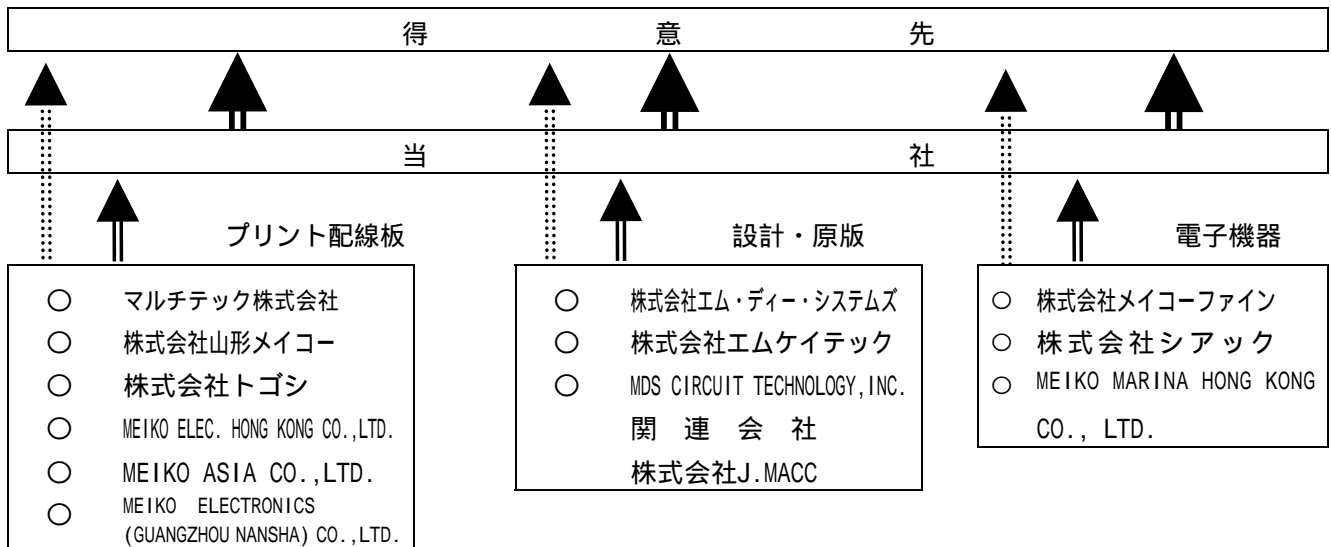 得意先
当社
プリント配線板
○ マルチテック株式会社
○ 株式会社山形メイコー
○ 株式会社トゴシ
○ MEIKO ELEC. HONG KONG CO.,LTD.
○ MEIKO ASIA CO.,LTD.
○ MEIKO ELECTRONICS
(GUANGZHOU NANSHA) CO.,LTD.
設計・原版
○ 株式会社エム・ディー・システムズ
○ 株式会社エムケイテック
○ MDS CIRCUIT TECHNOLOGY,INC.
関連会社
株式会社J.MACC
電子機器
○ 株式会社メイコーファイン
○ 株式会社シアック
○ MEIKO MARINA HONG KONG
CO., LTD.